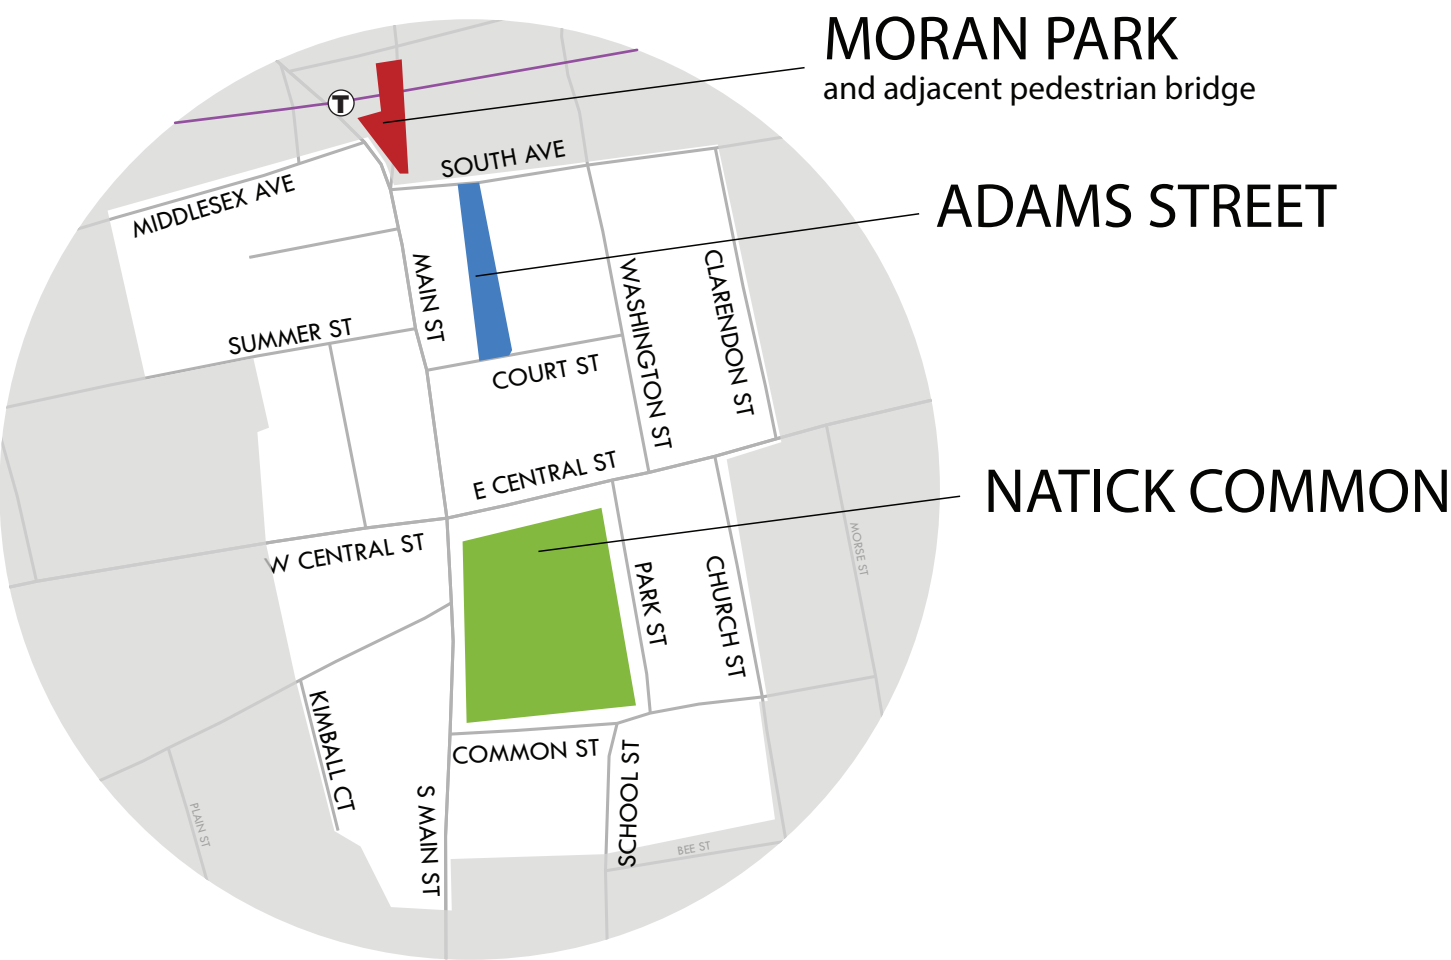 MORAN PARK
and adjacent pedestrian bridge
T
SOUTH AVE
MIDDLESEX AVE
ADAMS STREET
MAIN ST
WASHINGTON ST
CLARENDON ST
SUMMER ST
COURT ST
E CENTRAL ST
NATICK COMMON
W CENTRAL ST
MORSE ST
PARK ST
CHURCH ST
KIMBALL CT
COMMON ST
SCHOOL ST
S MAIN ST
PLAIN ST
BEE ST